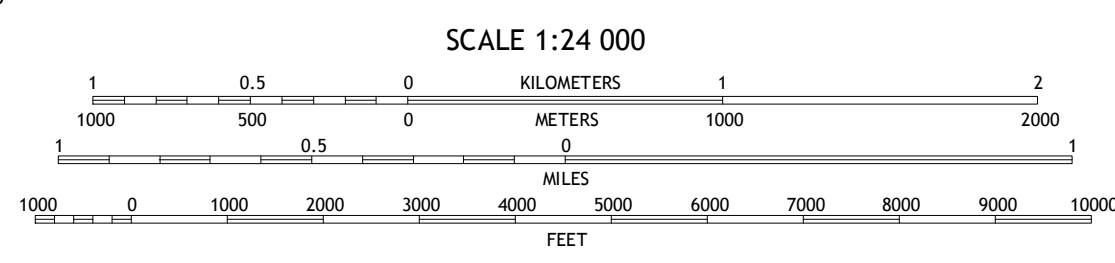 SCALE 1:24 000
1 0.5 0 KILOMETERS 1 2
1000 500 0 METERS 1000 2000
1 0.5 0 1
MILES
1000 0 1000 2000 3000 4000 5000 6000 7000 8000 9000 10000
FEET